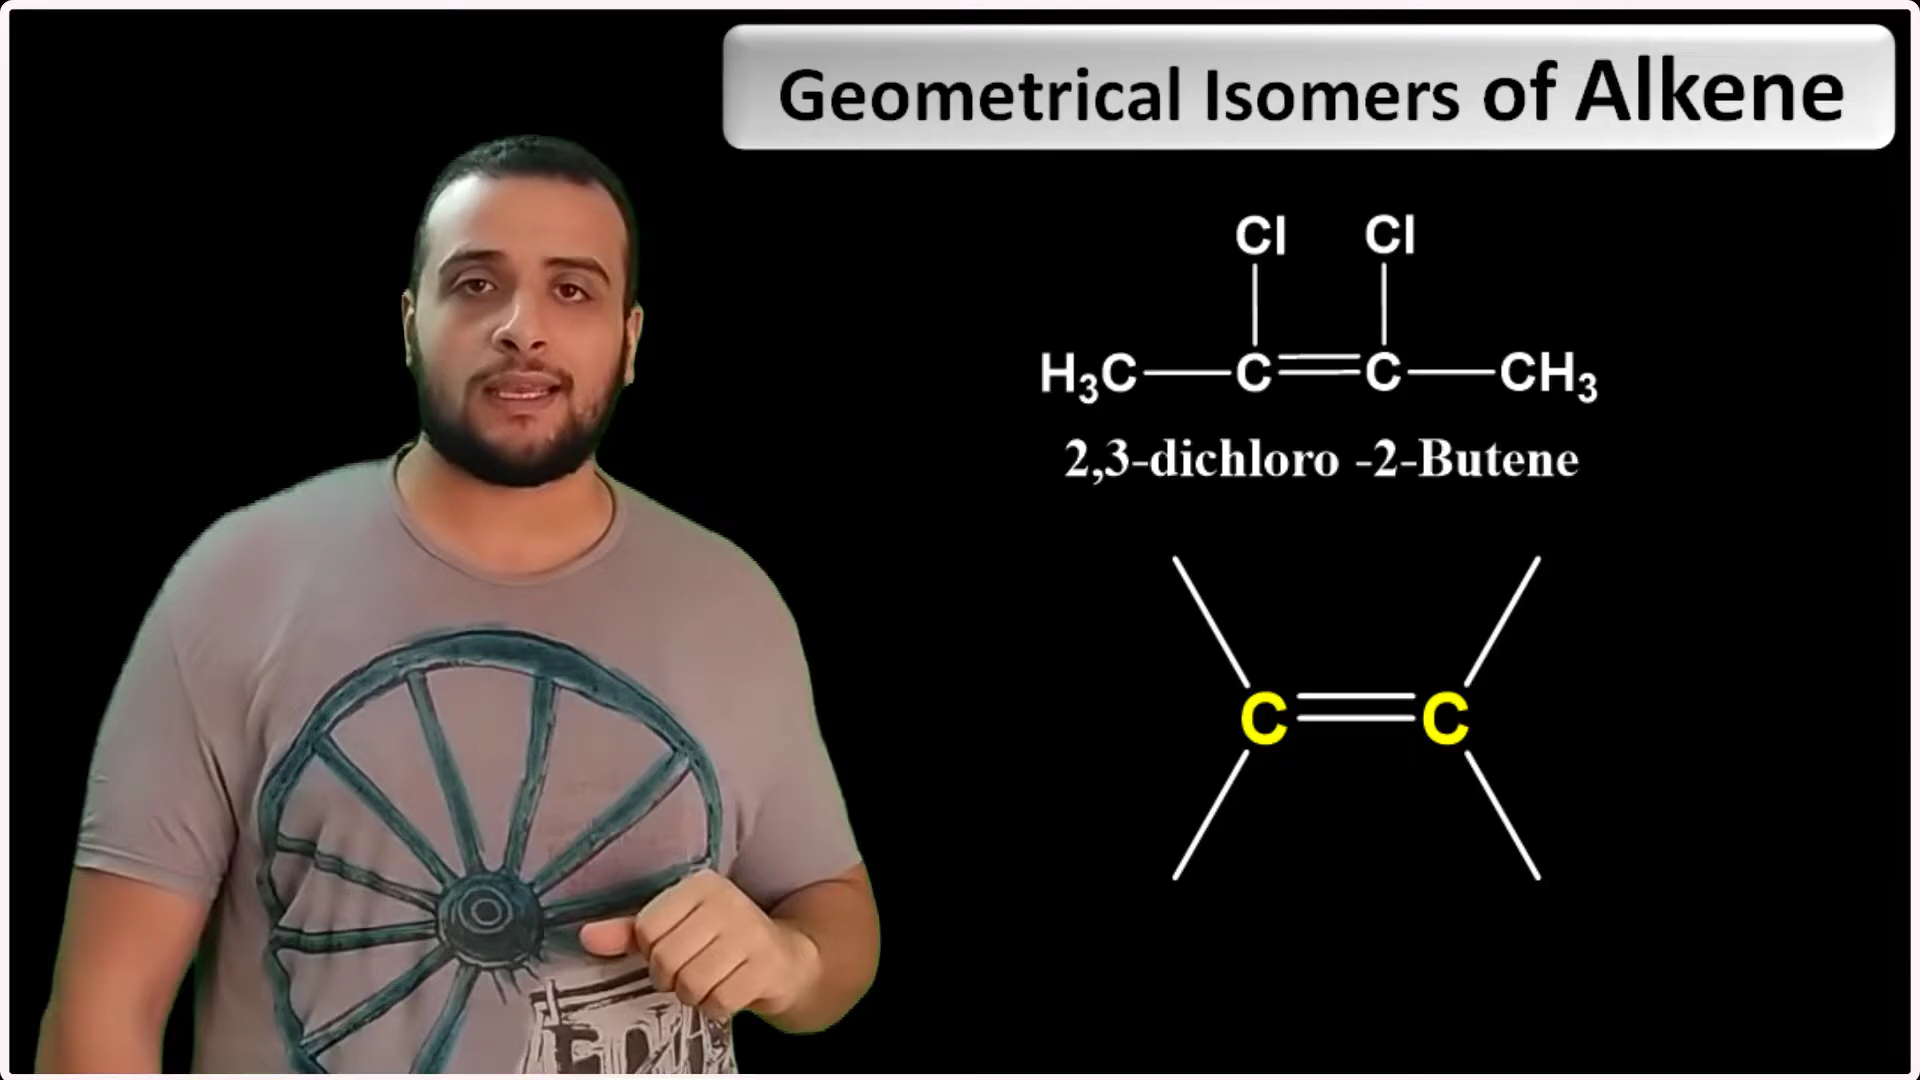 Geometrical Isomers of Alkene
Cl Cl
H₃C—C=C—CH₃
2,3-dichloro -2-Butene
C=C